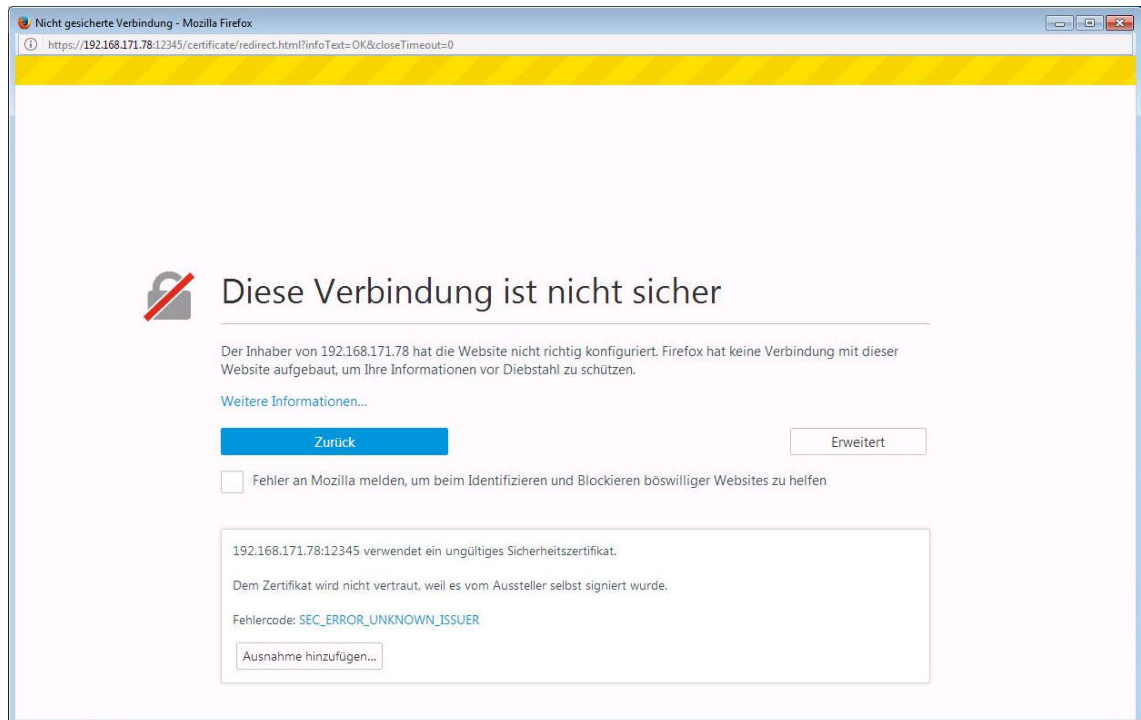 Nicht gesicherte Verbindung - Mozilla Firefox
https://192.168.171.78:12345/certificate/redirect.html?infoText=OK&closeTimeout=0
Diese Verbindung ist nicht sicher
Der Inhaber von 192.168.171.78 hat die Website nicht richtig konfiguriert. Firefox hat keine Verbindung mit dieser
Website aufgebaut, um Ihre Informationen vor Diebstahl zu schützen.
Weitere Informationen...
Zurück
Erweitert
Fehler an Mozilla melden, um beim Identifizieren und Blockieren böswilliger Websites zu helfen
192.168.171.78:12345 verwendet ein ungültiges Sicherheitszertifikat.
Dem Zertifikat wird nicht vertraut, weil es vom Aussteller selbst signiert wurde.
Fehlercode: SEC_ERROR_UNKNOWN_ISSUER
Ausnahme hinzufügen...